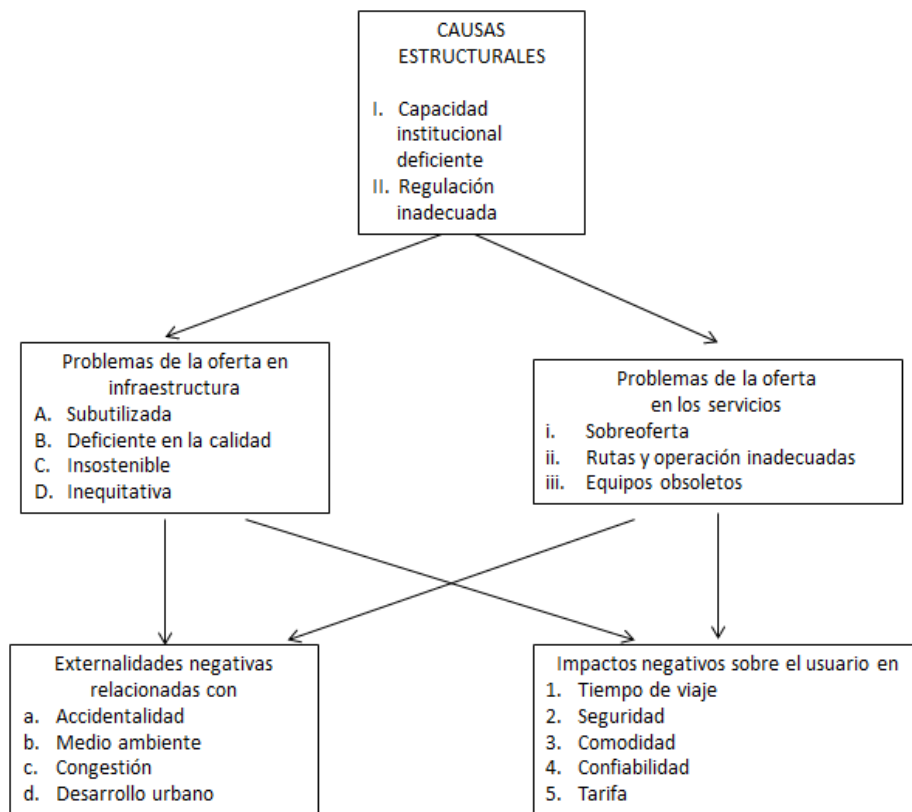 CAUSAS
ESTRUCTURALES
I. Capacidad
institucional
deficiente
II. Regulación
inadecuada
Problemas de la oferta en
infraestructura
A. Subutilizada
B. Deficiente en la calidad
C. Insostenible
D. Inequitativa
Problemas de la oferta
en los servicios
i. Sobreoferta
ii. Rutas y operación inadecuadas
iii. Equipos obsoletos
Externalidades negativas
relacionadas con
a. Accidentalidad
b. Medio ambiente
c. Congestión
d. Desarrollo urbano
Impactos negativos sobre el usuario en
1. Tiempo de viaje
2. Seguridad
3. Comodidad
4. Confiabilidad
5. Tarifa